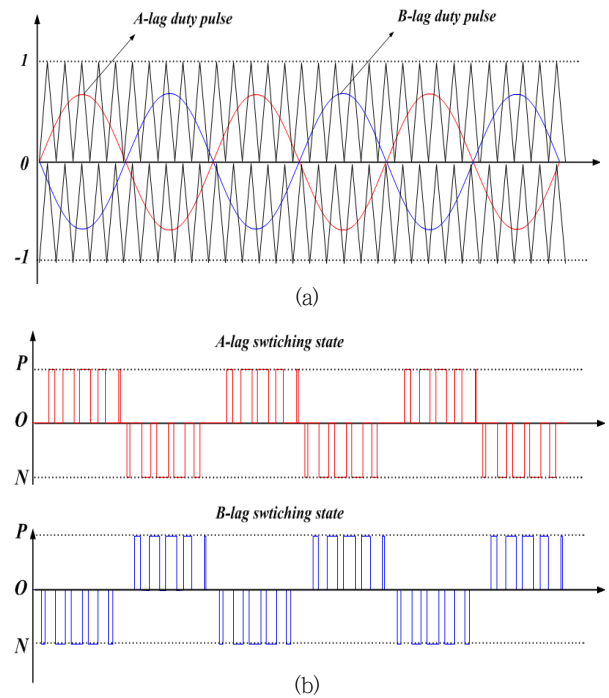 A-lag duty pulse
B-lag duty pulse
1
0
-1
(a)
A-lag swtiching state
P
O
N
B-lag swtiching state
P
O
N
(b)